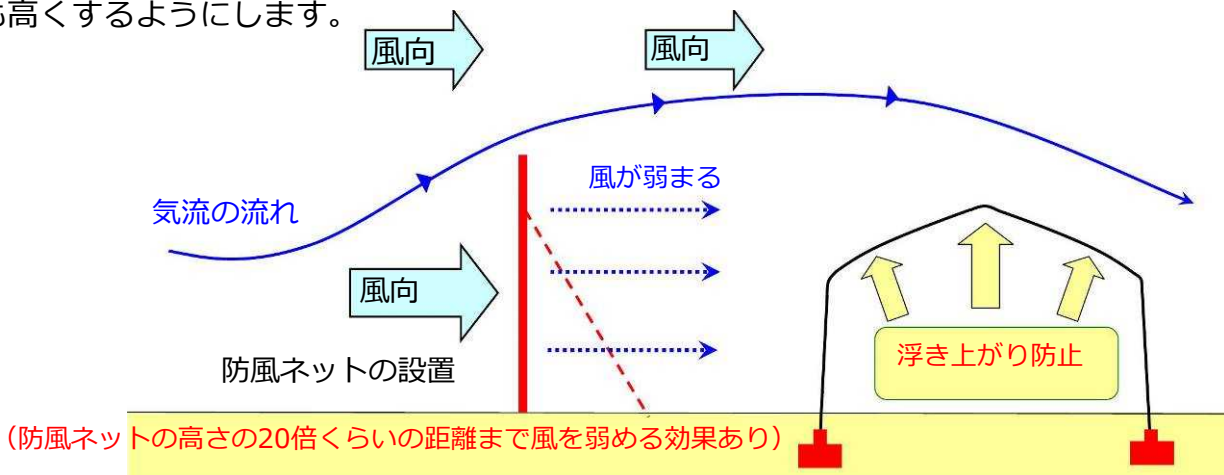 も高くするようにします。
風向
風向
風が弱まる
気流の流れ
風向
浮き上がり防止
防風ネットの設置
（防風ネットの高さの20倍くらいの距離まで風を弱める効果あり）